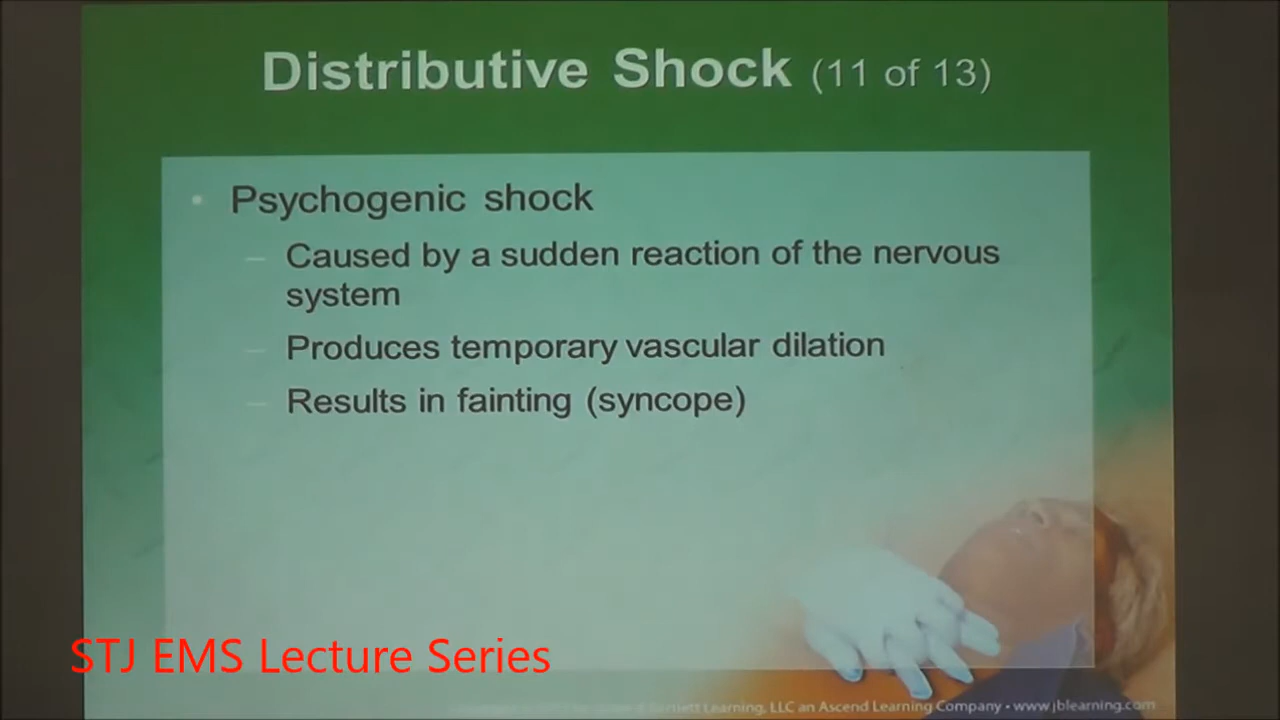 Distributive Shock (11 of 13)
• Psychogenic shock
– Caused by a sudden reaction of the nervous
system
– Produces temporary vascular dilation
– Results in fainting (syncope)
STJ EMS Lecture Series
Learning, LLC an Ascend Learning Company • www.jblearning.com